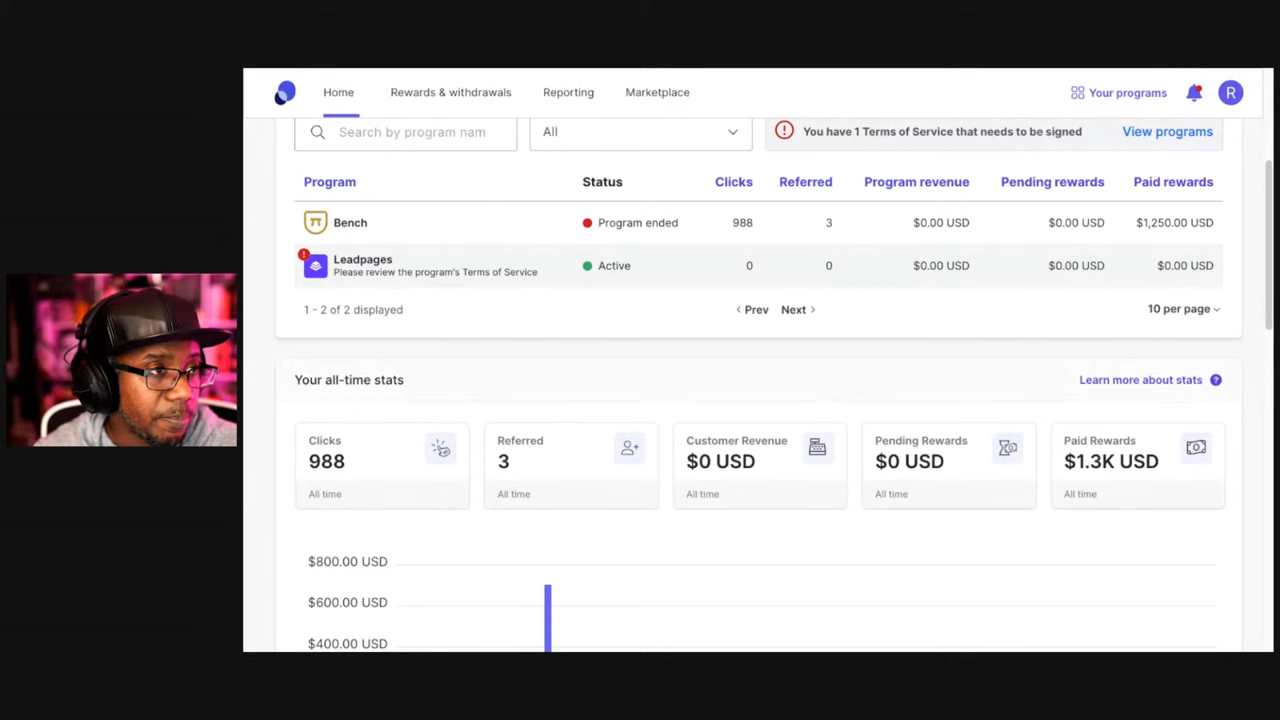 Home Rewards & withdrawals Reporting Marketplace Your programs R
Search by program nam All You have 1 Terms of Service that needs to be signed View programs
Program Status Clicks Referred Program revenue Pending rewards Paid rewards
Bench Program ended 988 3 $0.00 USD $0.00 USD $1,250.00 USD
Leadpages
Please review the program's Terms of Service
Active 0 0 $0.00 USD $0.00 USD $0.00 USD
1 - 2 of 2 displayed Prev Next 10 per page
Your all-time stats Learn more about stats ?
Clicks
988
All time
Referred
3
All time
Customer Revenue
$0 USD
All time
Pending Rewards
$0 USD
All time
Paid Rewards
$1.3K USD
All time
$800.00 USD
$600.00 USD
$400.00 USD